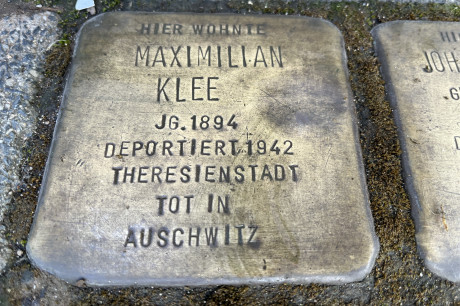 HIER WOHNTE
MAXIMILIAN
KLEE
JG. 1894
DEPORTIERT 1942
THERESIENSTADT
TOT IN
AUSCHWITZ